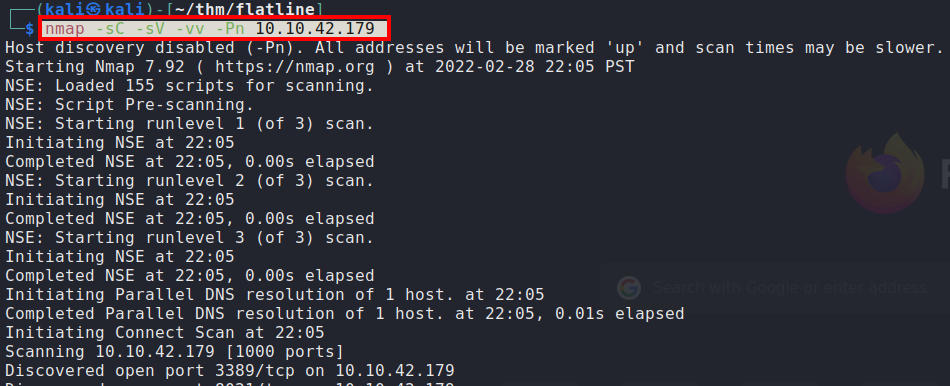 (kali㉿kali)-[~/thm/flatline]
$ nmap -sC -sV -vv -Pn 10.10.42.179
Host discovery disabled (-Pn). All addresses will be marked 'up' and scan times may be slower.
Starting Nmap 7.92 ( https://nmap.org ) at 2022-02-28 22:05 PST
NSE: Loaded 155 scripts for scanning.
NSE: Script Pre-scanning.
NSE: Starting runlevel 1 (of 3) scan.
Initiating NSE at 22:05
Completed NSE at 22:05, 0.00s elapsed
NSE: Starting runlevel 2 (of 3) scan.
Initiating NSE at 22:05
Completed NSE at 22:05, 0.00s elapsed
NSE: Starting runlevel 3 (of 3) scan.
Initiating NSE at 22:05
Completed NSE at 22:05, 0.00s elapsed
Initiating Parallel DNS resolution of 1 host. at 22:05
Search with Google or enter address
Completed Parallel DNS resolution of 1 host. at 22:05, 0.01s elapsed
Initiating Connect Scan at 22:05
Scanning 10.10.42.179 [1000 ports]
Discovered open port 3389/tcp on 10.10.42.179